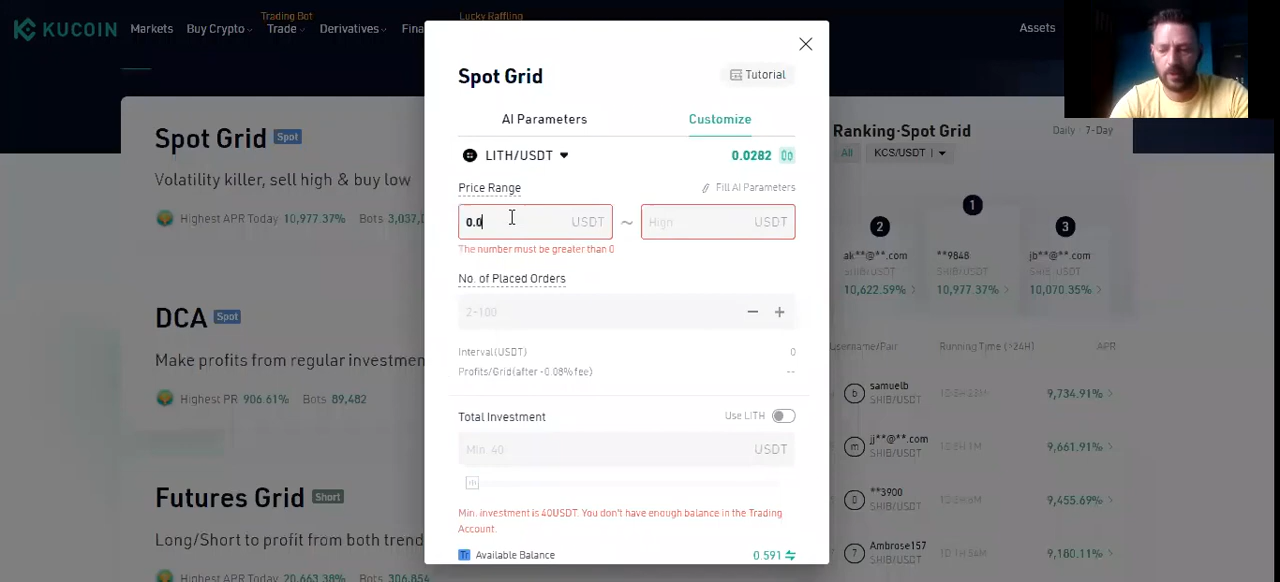 KUCOIN
Markets
Buy Crypto
Trading Bot
Trade
Derivatives
Fina
Lucky Raffling
Assets
Spot Grid Spot
Volatility killer, sell high & buy low
Highest APR Today 10,977.37% Bots 3,037,
DCA Spot
Make profits from regular investmen
Highest PR 906.61% Bots 89,482
Futures Grid Short
Long/Short to profit from both trend
Highest APR Today 20,663.38% Bots 306,854
Spot Grid
Tutorial
AI Parameters
Customize
LITH/USDT
0.0282
Price Range
Fill AI Parameters
0.0 USDT
~
High USDT
The number must be greater than 0
No. of Placed Orders
2-100
Interval(USDT) 0
Profits/Grid(after -0.08% fee) --
Total Investment
Use LITH
Min. 40 USDT
Min. investment is 40USDT. You don't have enough balance in the Trading
Account.
Tr Available Balance 0.591
Ranking·Spot Grid
Daily · 7-Day
All
KCS/USDT
1
2
3
ak**@**.com
**9848
jb**@**.com
SHIB/USDT
SHIB/USDT
SHIB/USDT
10,622.59%
10,977.37%
10,070.35%
Username/Pair
Running Time (>24H)
APR
b samuelb
SHIB/USDT
9,734.91%
m jj**@**.com
SHIB/USDT
9,661.91%
**3900
SHIB/USDT
9,455.69%
7 Ambrose157
SHIB/USDT
9,180.11%